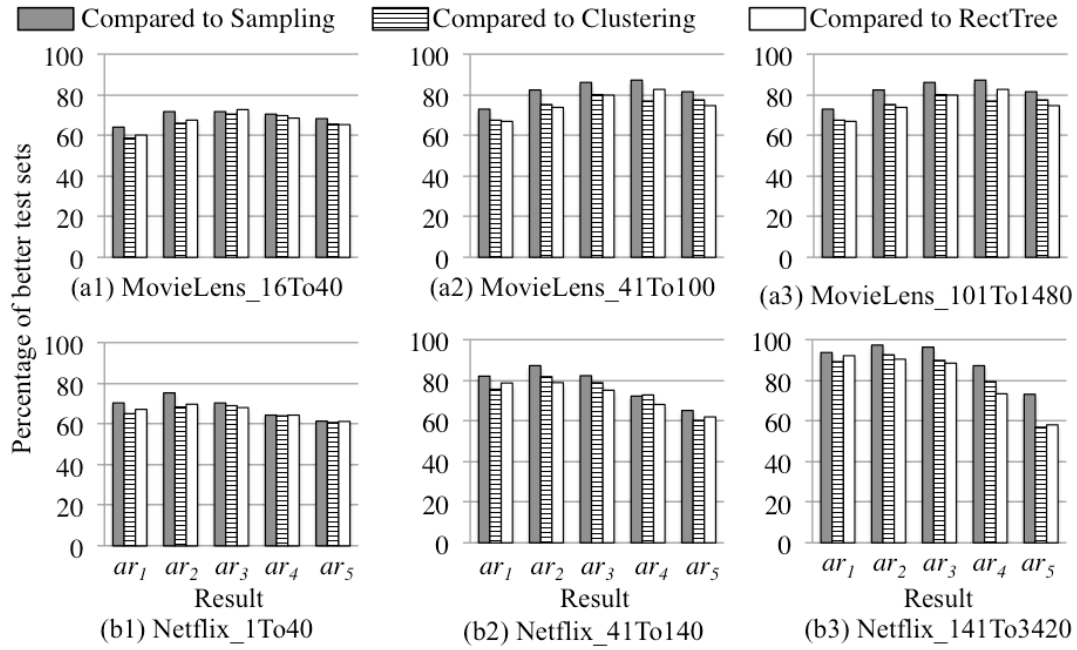 Compared to Sampling
Compared to Clustering
Compared to RectTree
Percentage of better test sets
100
80
60
40
20
0
(a1) MovieLens_16To40
100
80
60
40
20
0
(a2) MovieLens_41To100
100
80
60
40
20
0
(a3) MovieLens_101To1480
100
80
60
40
20
0
ar1 ar2 ar3 ar4 ar5
Result
(b1) Netflix_1To40
100
80
60
40
20
0
ar1 ar2 ar3 ar4 ar5
Result
(b2) Netflix_41To140
100
80
60
40
20
0
ar1 ar2 ar3 ar4 ar5
Result
(b3) Netflix_141To3420